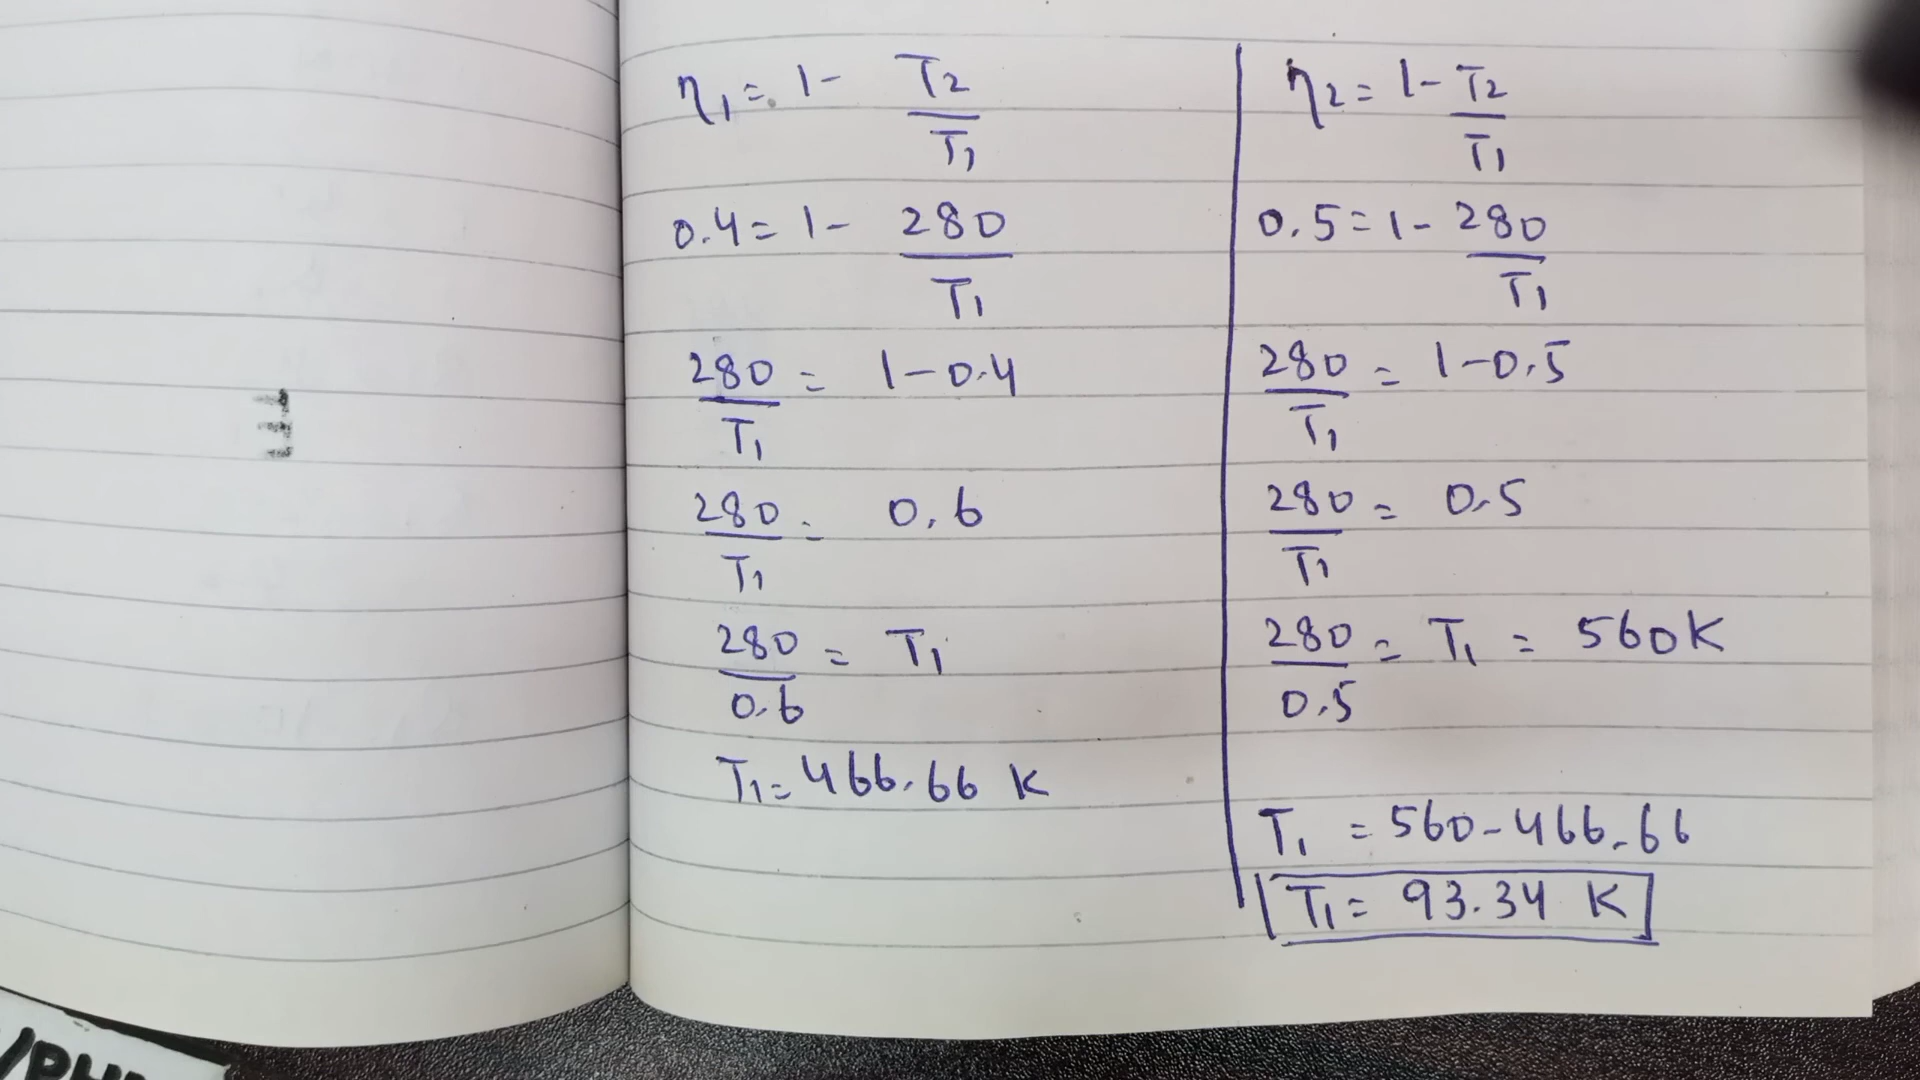 η₁ = 1 - T₂/T₁
0.4 = 1 - 280/T₁
280/T₁ = 1 - 0.4
280/T₁ = 0.6
280/0.6 = T₁
T₁ = 466.66 K
η₂ = 1 - T₂/T₁
0.5 = 1 - 280/T₁
280/T₁ = 1 - 0.5
280/T₁ = 0.5
280/0.5 = T₁ = 560K
T₁ = 560 - 466.66
T₁ = 93.34 K